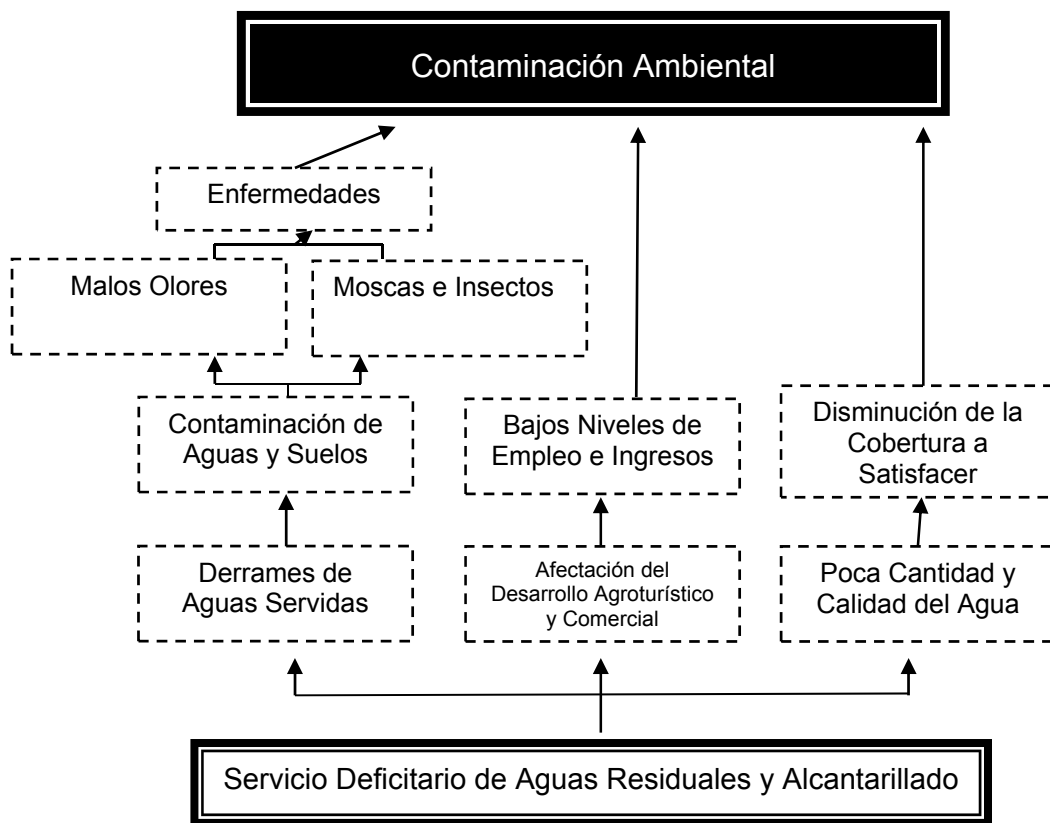 Contaminación Ambiental
Enfermedades
Malos Olores
Moscas e Insectos
Contaminación de
Aguas y Suelos
Bajos Niveles de
Empleo e Ingresos
Disminución de la
Cobertura a
Satisfacer
Derrames de
Aguas Servidas
Afectación del
Desarrollo Agroturístico
y Comercial
Poca Cantidad y
Calidad del Agua
Servicio Deficitario de Aguas Residuales y Alcantarillado